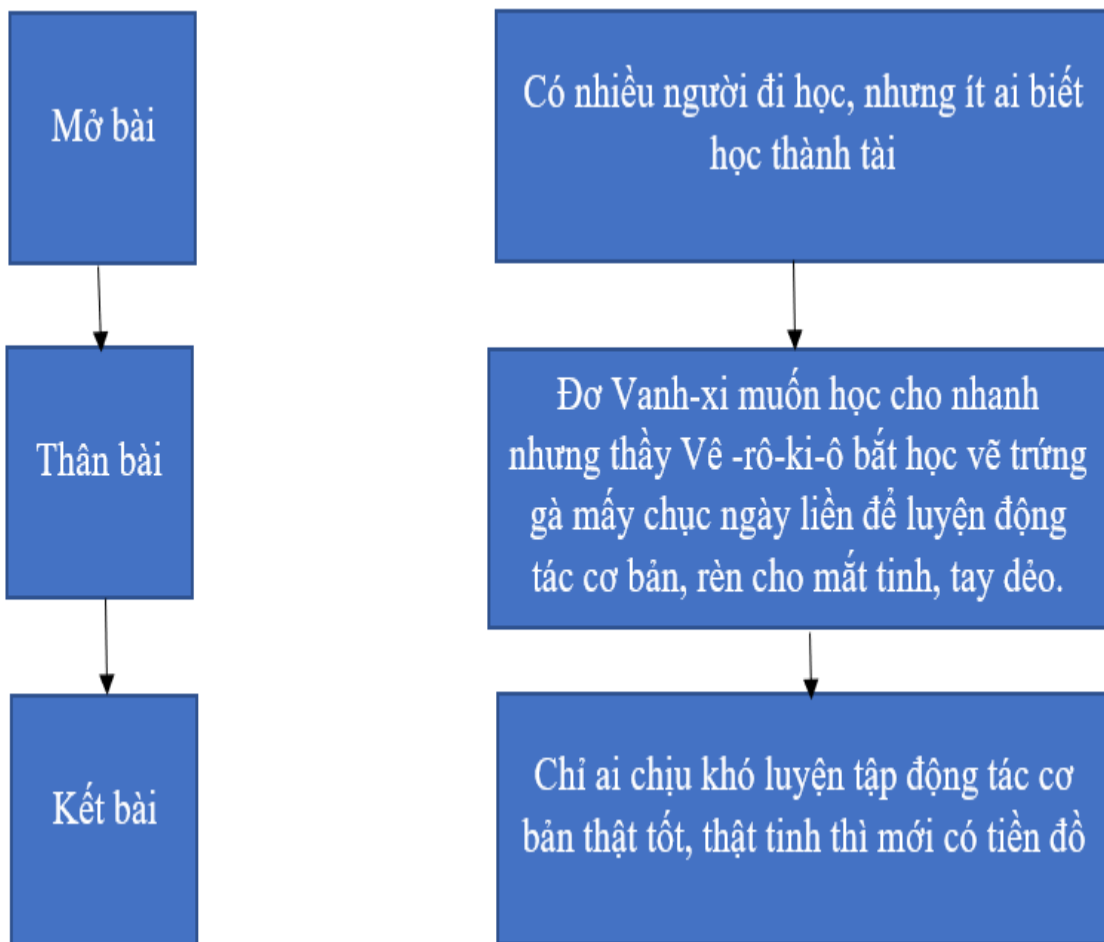 Mở bài
Có nhiều người đi học, nhưng ít ai biết
học thành tài
Thân bài
Đơ Vanh-xi muốn học cho nhanh
nhưng thầy Vê -rô-ki-ô bắt học vẽ trứng
gà mấy chục ngày liền để luyện động
tác cơ bản, rèn cho mắt tinh, tay dẻo.
Kết bài
Chỉ ai chịu khó luyện tập động tác cơ
bản thật tốt, thật tinh thì mới có tiền đồ